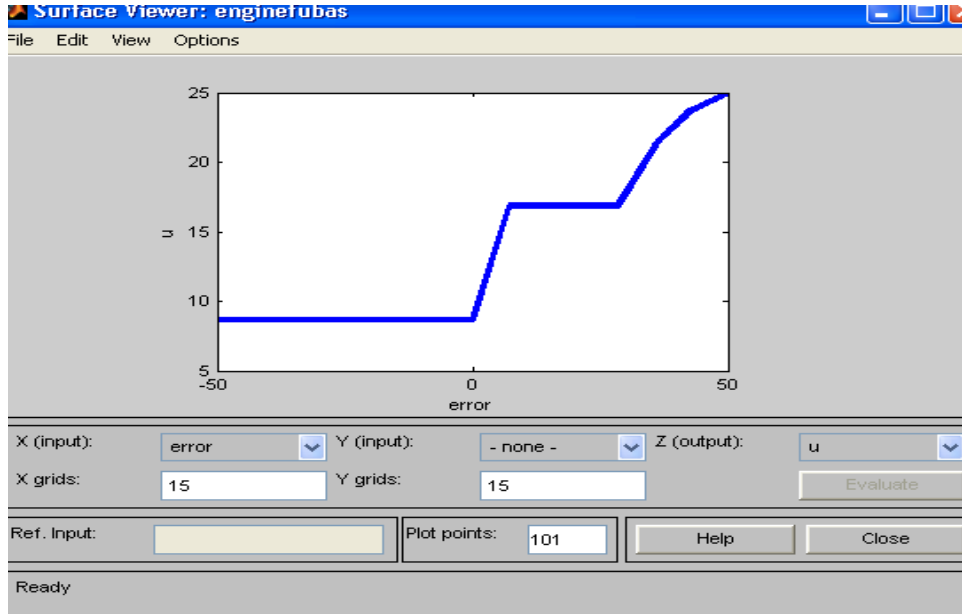 Surface Viewer: enginefubas
File Edit View Options
25
20
u 15
10
5
-50 0 50
error
X (input): error Y (input): - none - Z (output): u
X grids: 15 Y grids: 15 Evaluate
Ref. Input: Plot points: 101 Help Close
Ready